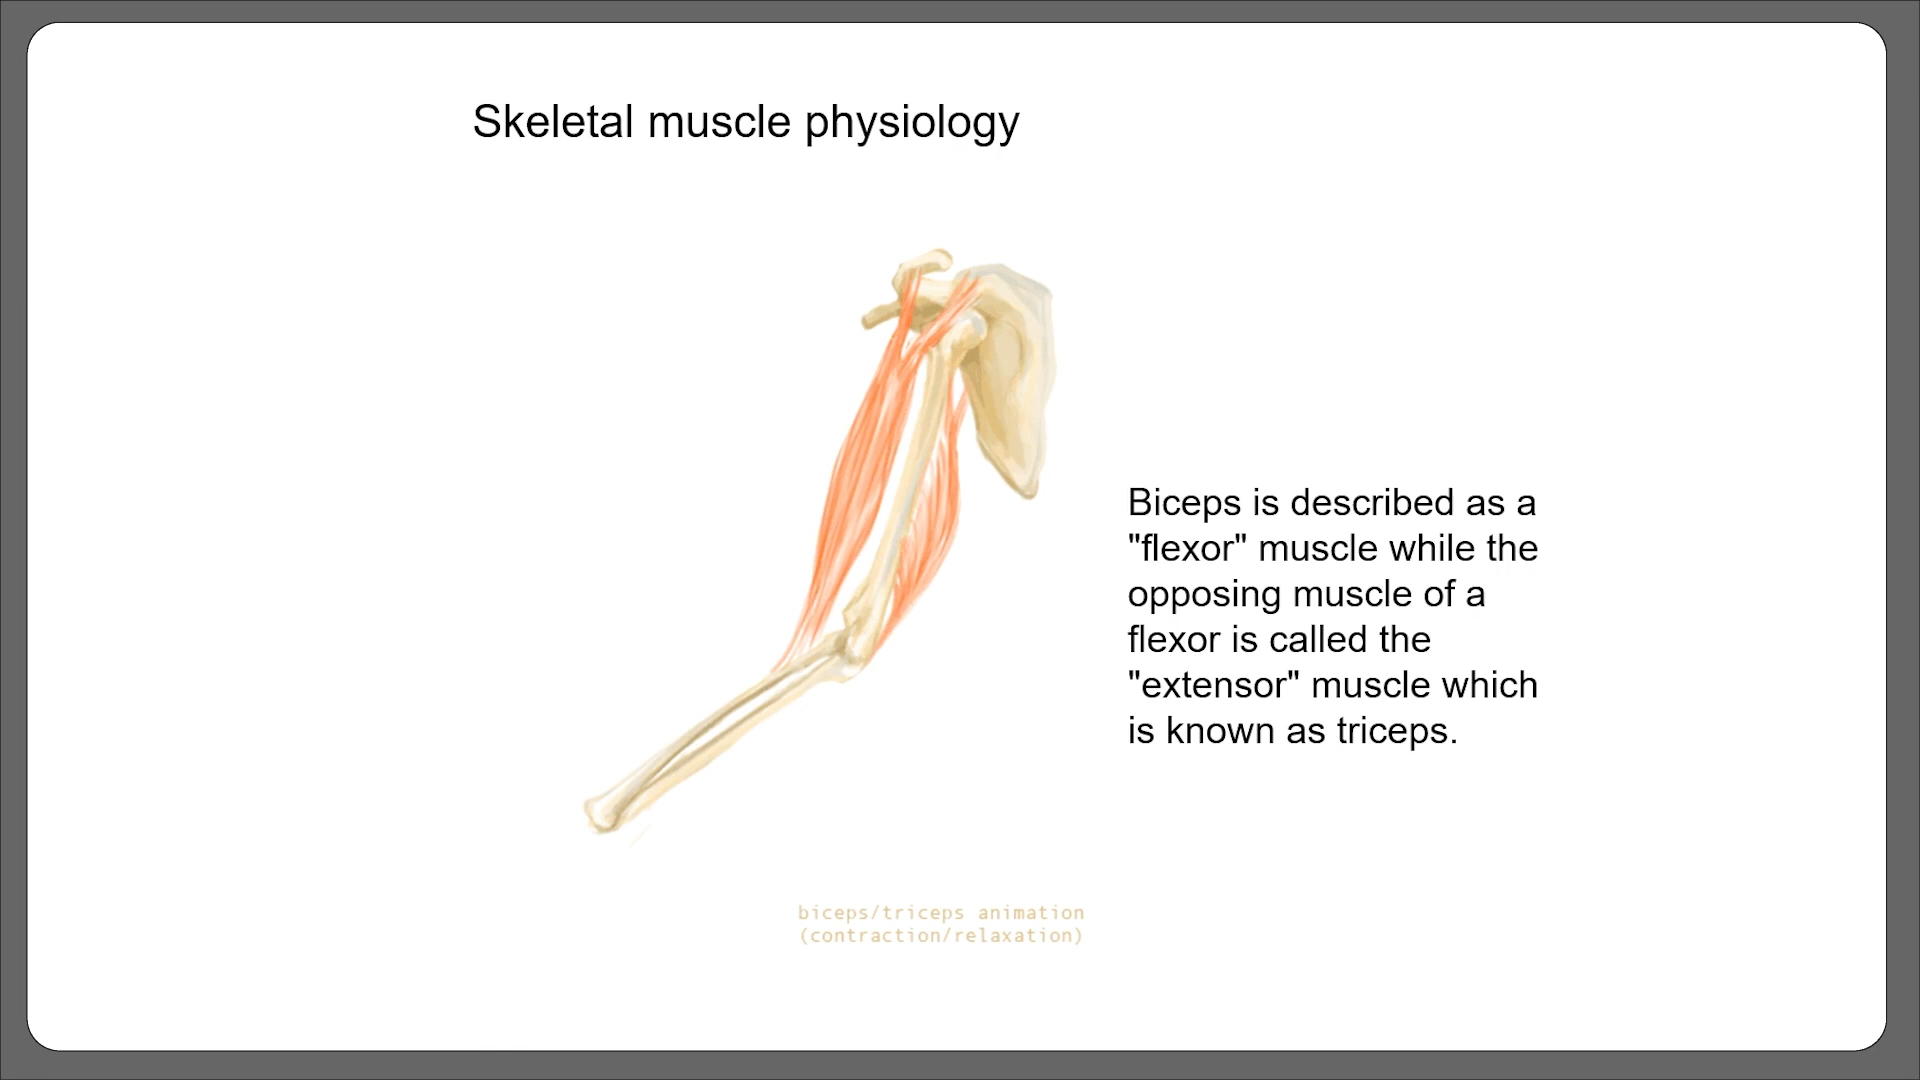 Skeletal muscle physiology
Biceps is described as a
"flexor" muscle while the
opposing muscle of a
flexor is called the
"extensor" muscle which
is known as triceps.
biceps/triceps animation
(contraction/relaxation)